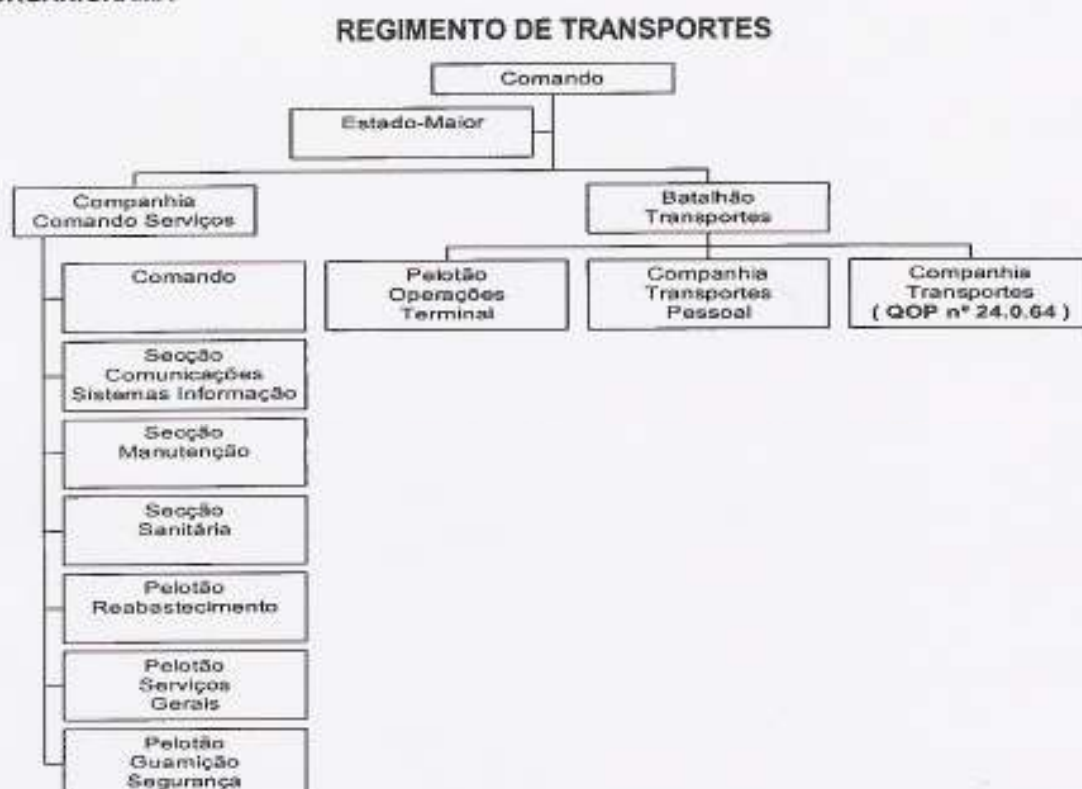 REGIMENTO DE TRANSPORTES
Comando
Estado-Maior
Companhia
Comando Serviços
Batalhão
Transportes
Comando
Pelotão
Operações
Terminal
Companhia
Transportes
Pessoal
Companhia
Transportes
( QOP nº 24.0.64 )
Secção
Comunicações
Sistemas Informação
Secção
Manutenção
Secção
Sanitária
Pelotão
Reabastecimento
Pelotão
Serviços
Gerais
Pelotão
Guarnição
Segurança